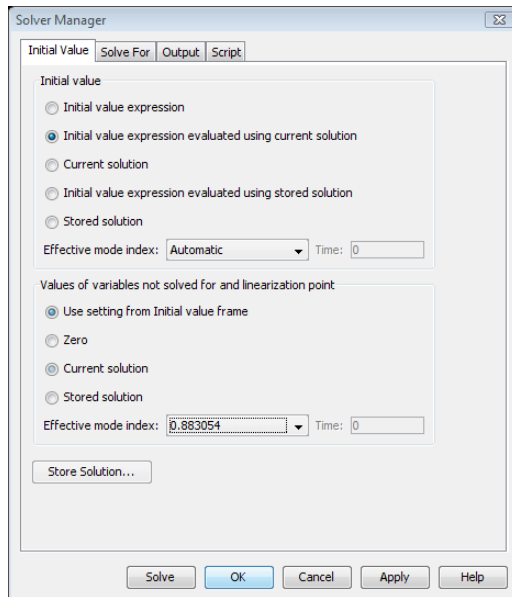 Solver Manager
Initial Value Solve For Output Script
Initial value
Initial value expression
Initial value expression evaluated using current solution
Current solution
Initial value expression evaluated using stored solution
Stored solution
Effective mode index: Automatic Time: 0
Values of variables not solved for and linearization point
Use setting from Initial value frame
Zero
Current solution
Stored solution
Effective mode index: 0.883054 Time: 0
Store Solution...
Solve OK Cancel Apply Help